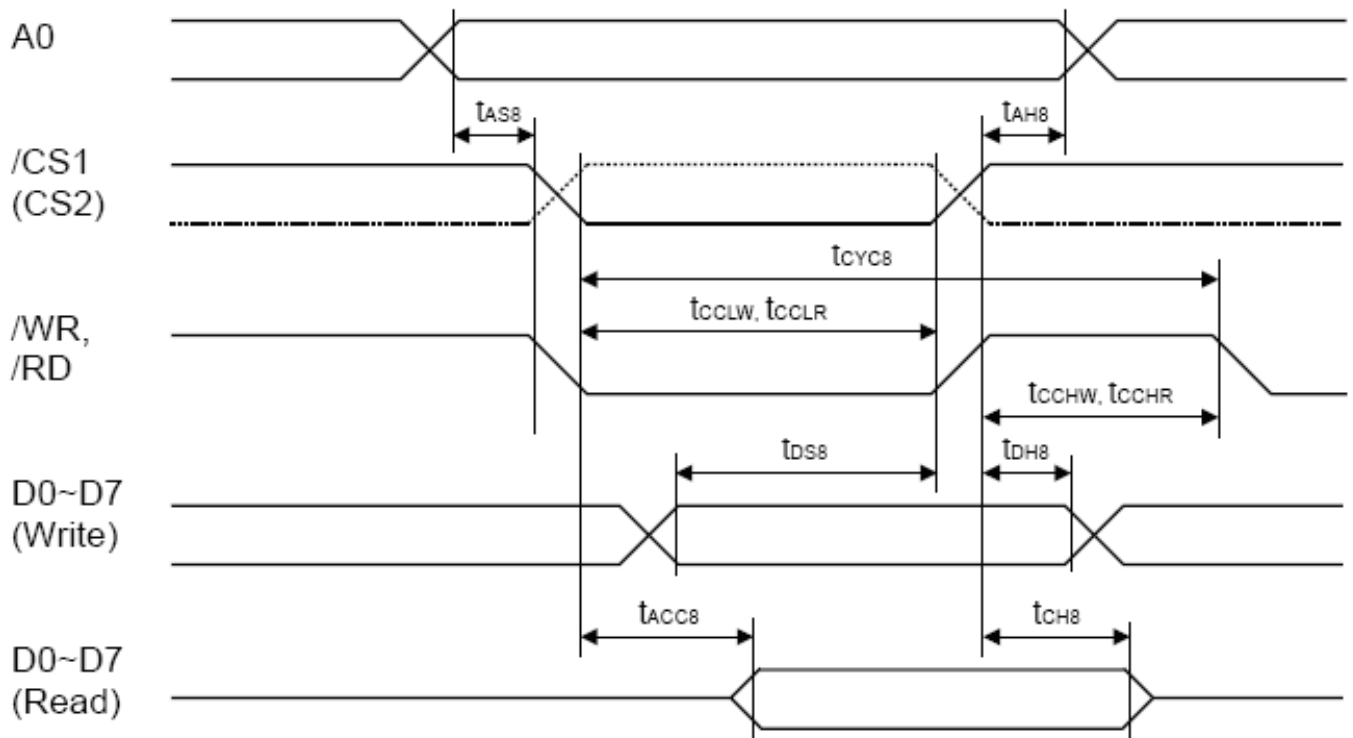 A0
tAS8
tAH8
/CS1
(CS2)
tCYC8
tCCLW, tCCLR
/WR,
/RD
tCCHW, tCCHR
tDS8
tDH8
D0~D7
(Write)
tACC8
tCH8
D0~D7
(Read)